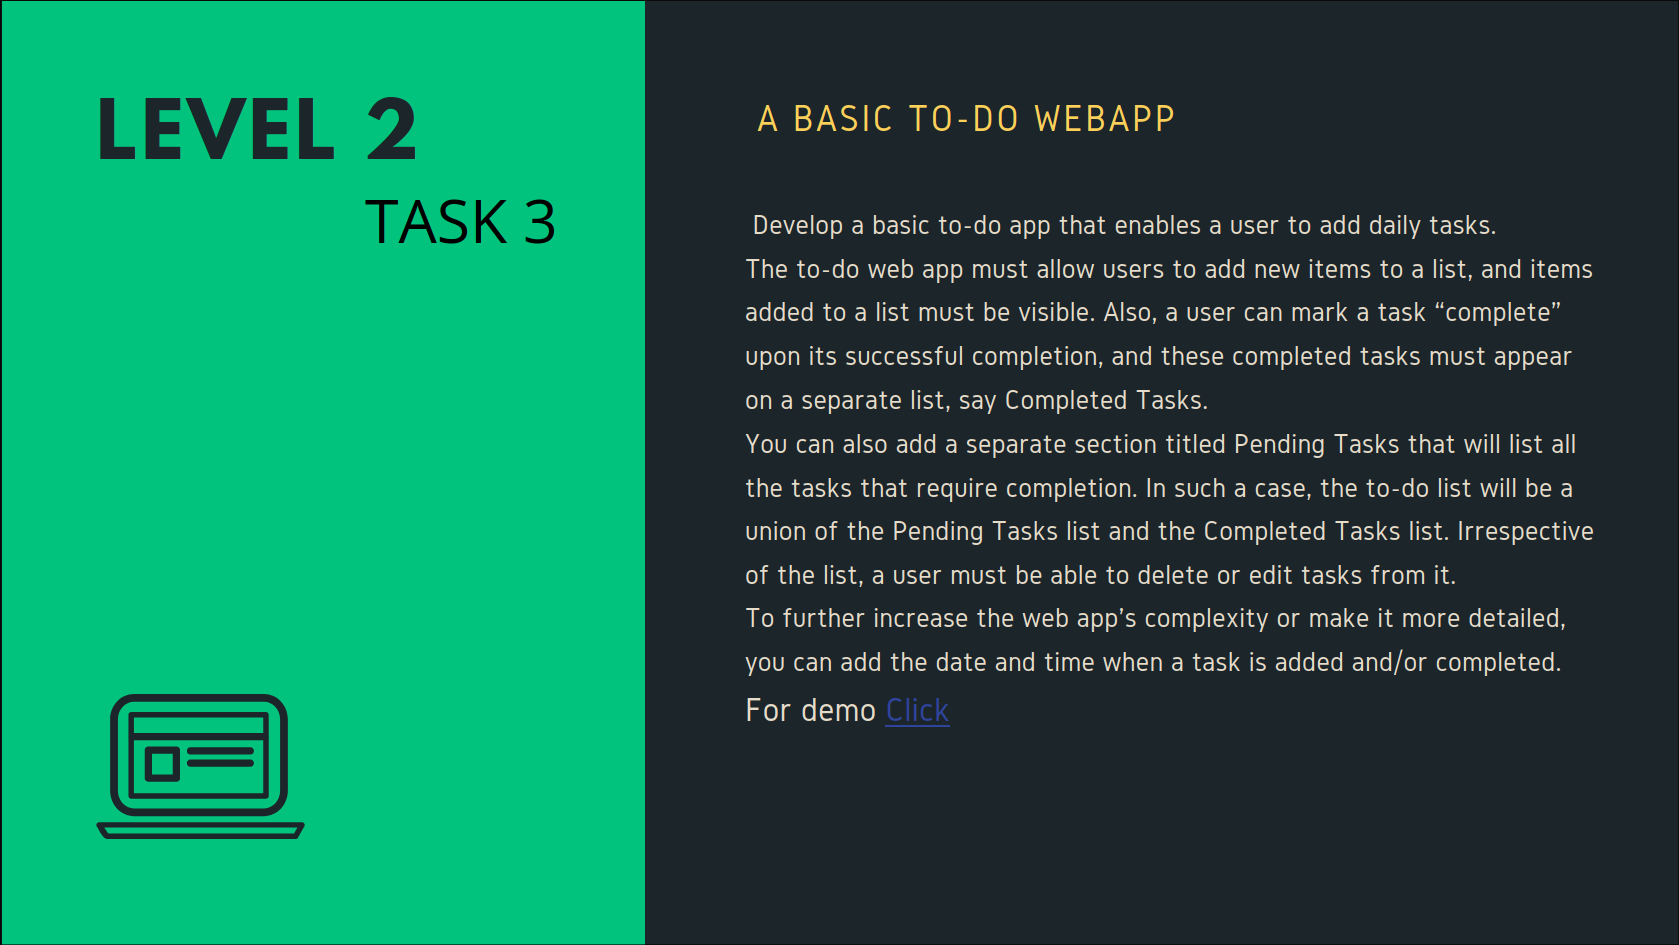 LEVEL 2
TASK 3
A BASIC TO-DO WEBAPP
Develop a basic to-do app that enables a user to add daily tasks.
The to-do web app must allow users to add new items to a list, and items
added to a list must be visible. Also, a user can mark a task “complete”
upon its successful completion, and these completed tasks must appear
on a separate list, say Completed Tasks.
You can also add a separate section titled Pending Tasks that will list all
the tasks that require completion. In such a case, the to-do list will be a
union of the Pending Tasks list and the Completed Tasks list. Irrespective
of the list, a user must be able to delete or edit tasks from it.
To further increase the web app’s complexity or make it more detailed,
you can add the date and time when a task is added and/or completed.
For demo Click